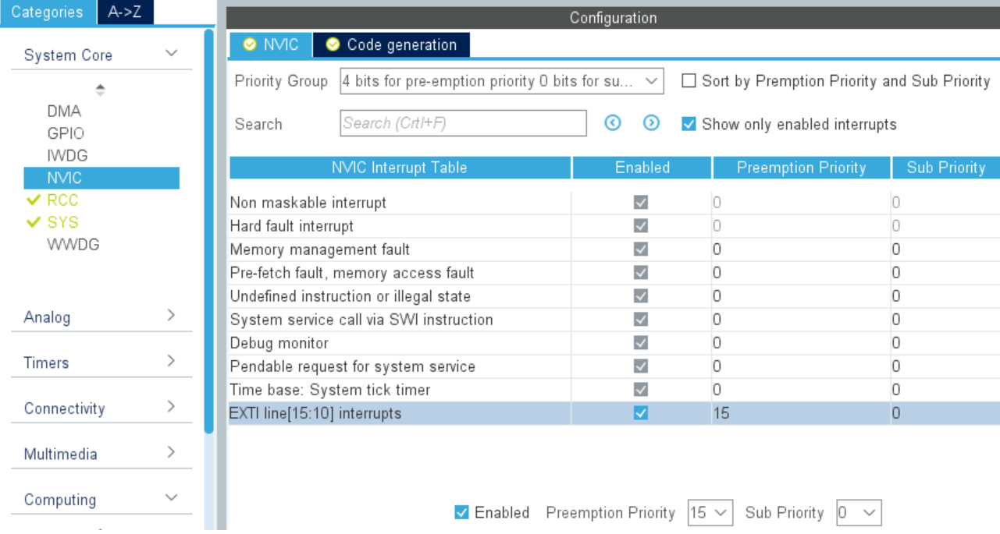 Categories A->Z
System Core
DMA
GPIO
IWDG
NVIC
RCC
SYS
WWDG
Analog
Timers
Connectivity
Multimedia
Computing
Configuration
NVIC Code generation
Priority Group 4 bits for pre-emption priority 0 bits for su... Sort by Premption Priority and Sub Priority
Search Search (CrtI+F) Show only enabled interrupts
NVIC Interrupt Table Enabled Preemption Priority Sub Priority
Non maskable interrupt 0 0
Hard fault interrupt 0 0
Memory management fault 0 0
Pre-fetch fault, memory access fault 0 0
Undefined instruction or illegal state 0 0
System service call via SWI instruction 0 0
Debug monitor 0 0
Pendable request for system service 0 0
Time base: System tick timer 0 0
EXTI line[15:10] interrupts 15 0
Enabled Preemption Priority 15 Sub Priority 0